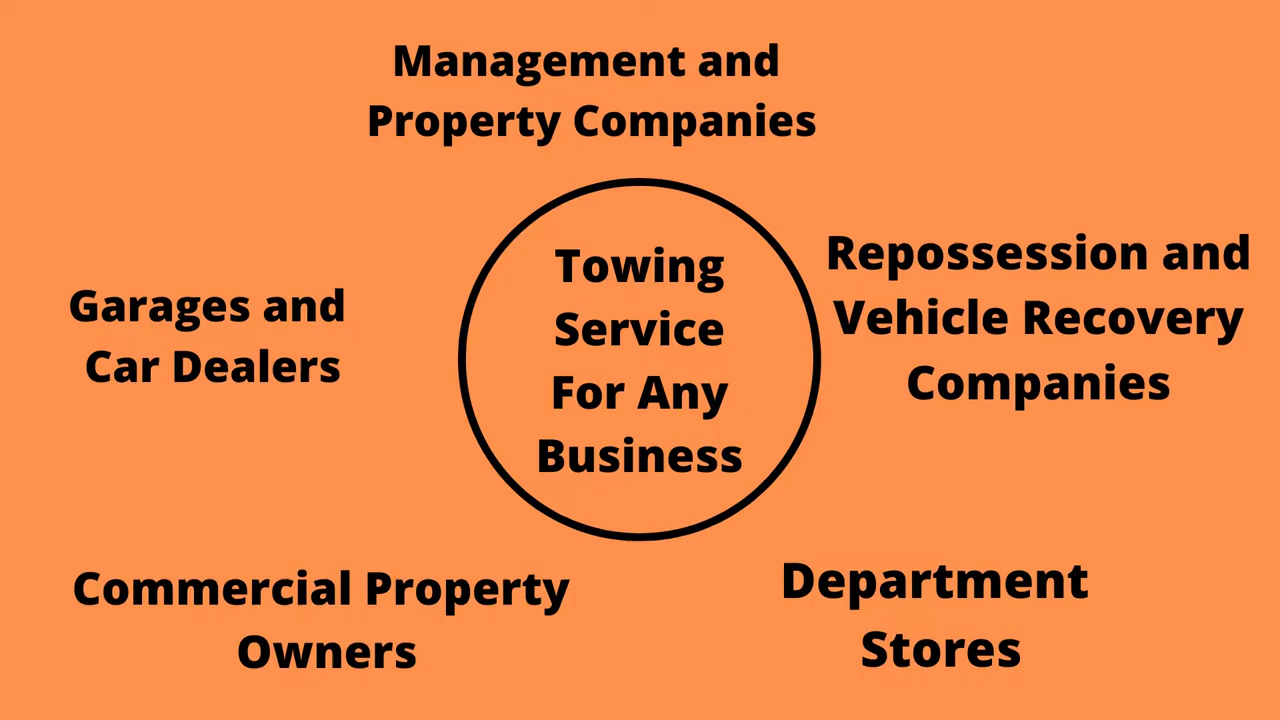 Management and
Property Companies
Garages and
Car Dealers
Towing
Service
For Any
Business
Repossession and
Vehicle Recovery
Companies
Commercial Property
Owners
Department
Stores